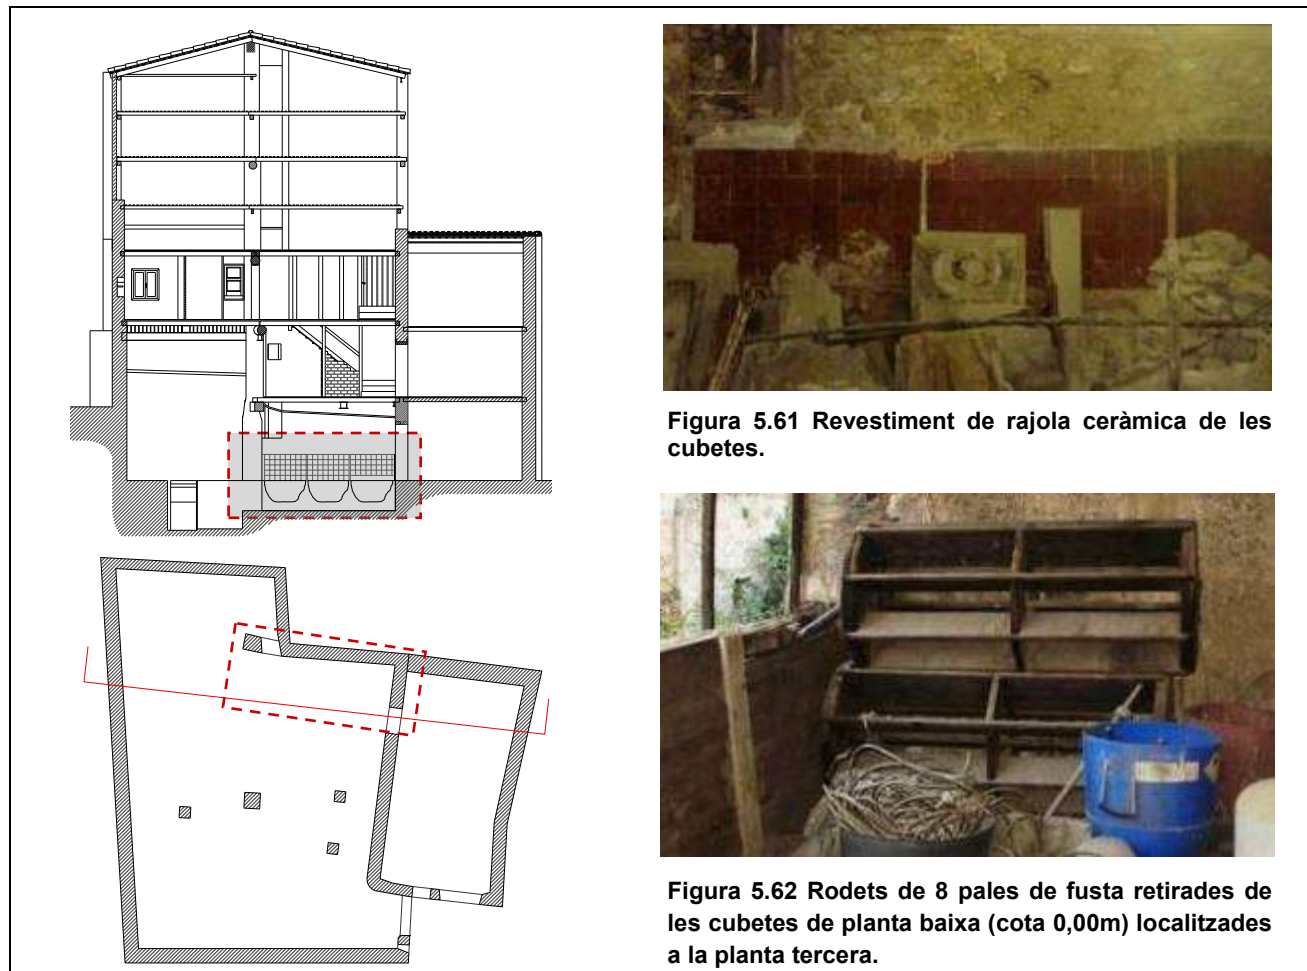 Figura 5.61 Revestiment de rajola ceràmica de les
cubetes.
Figura 5.62 Rodets de 8 pales de fusta retirades de
les cubetes de planta baixa (cota 0,00m) localitzades
a la planta tercera.